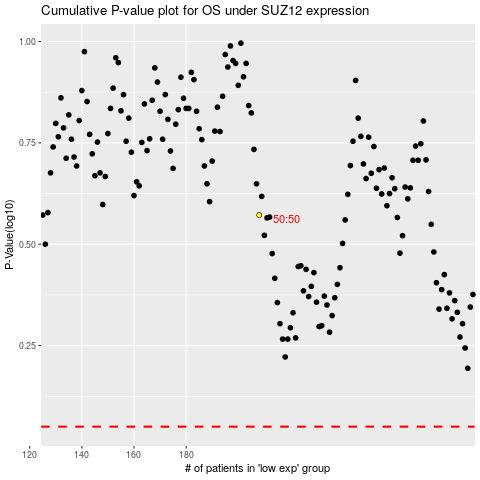 Cumulative P-value plot for OS under SUZ12 expression
1.00
0.75
0.50
0.25
P-Value(log10)
50:50
120 140 160 180
# of patients in 'low exp' group